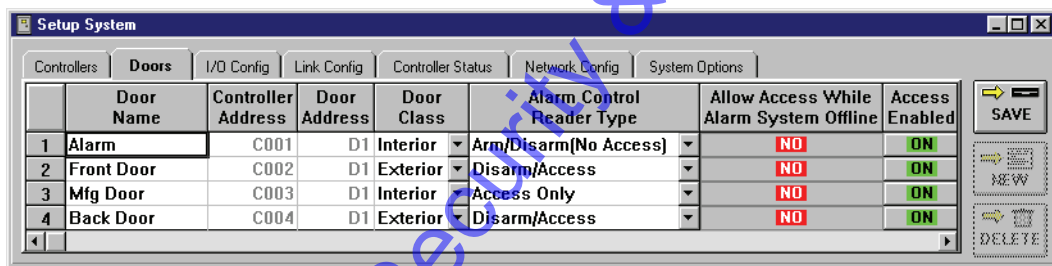 Setup System
Controllers Doors I/O Config Link Config Controller Status Network Config System Options
Door Name Controller Address Door Address Door Class Alarm Control Reader Type Allow Access While Alarm System Offline Access Enabled
1 Alarm C001 D1 Interior Arm/Disarm(No Access) NO ON
2 Front Door C002 D1 Exterior Disarm/Access NO ON
3 Mfg Door C003 D1 Interior Access Only NO ON
4 Back Door C004 D1 Exterior Disarm/Access NO ON
SAVE
NEW
DELETE
Security &